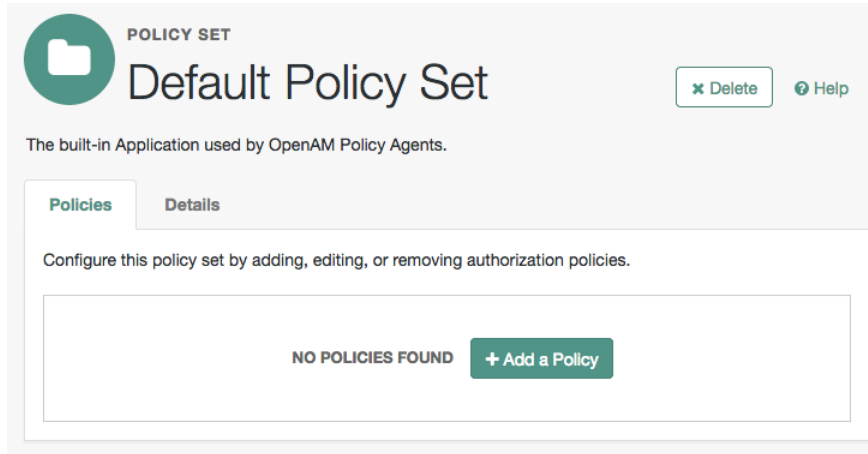 POLICY SET
Default Policy Set
Delete
Help
The built-in Application used by OpenAM Policy Agents.
Policies
Details
Configure this policy set by adding, editing, or removing authorization policies.
NO POLICIES FOUND
+ Add a Policy